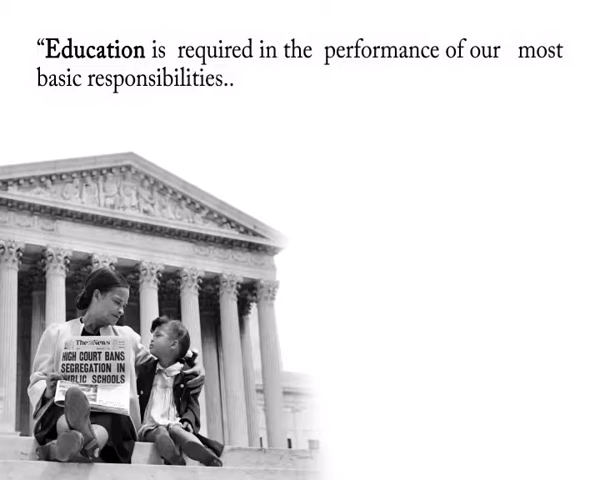 “Education is required in the performance of our most
basic responsibilities..
The News
HIGH COURT BANS
SEGREGATION IN
PUBLIC SCHOOLS